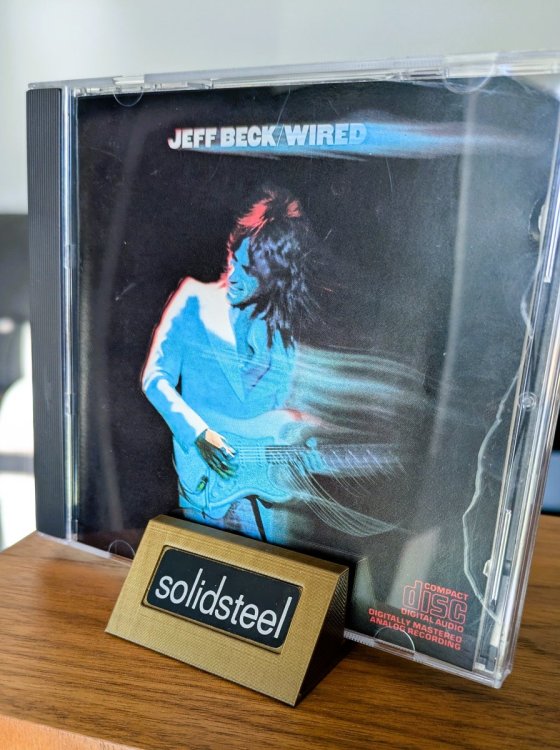 JEFF BECK/WIRED
COMPACT
disc
DIGITAL AUDIO
DIGITALLY MASTERED
ANALOG RECORDING
solidsteel